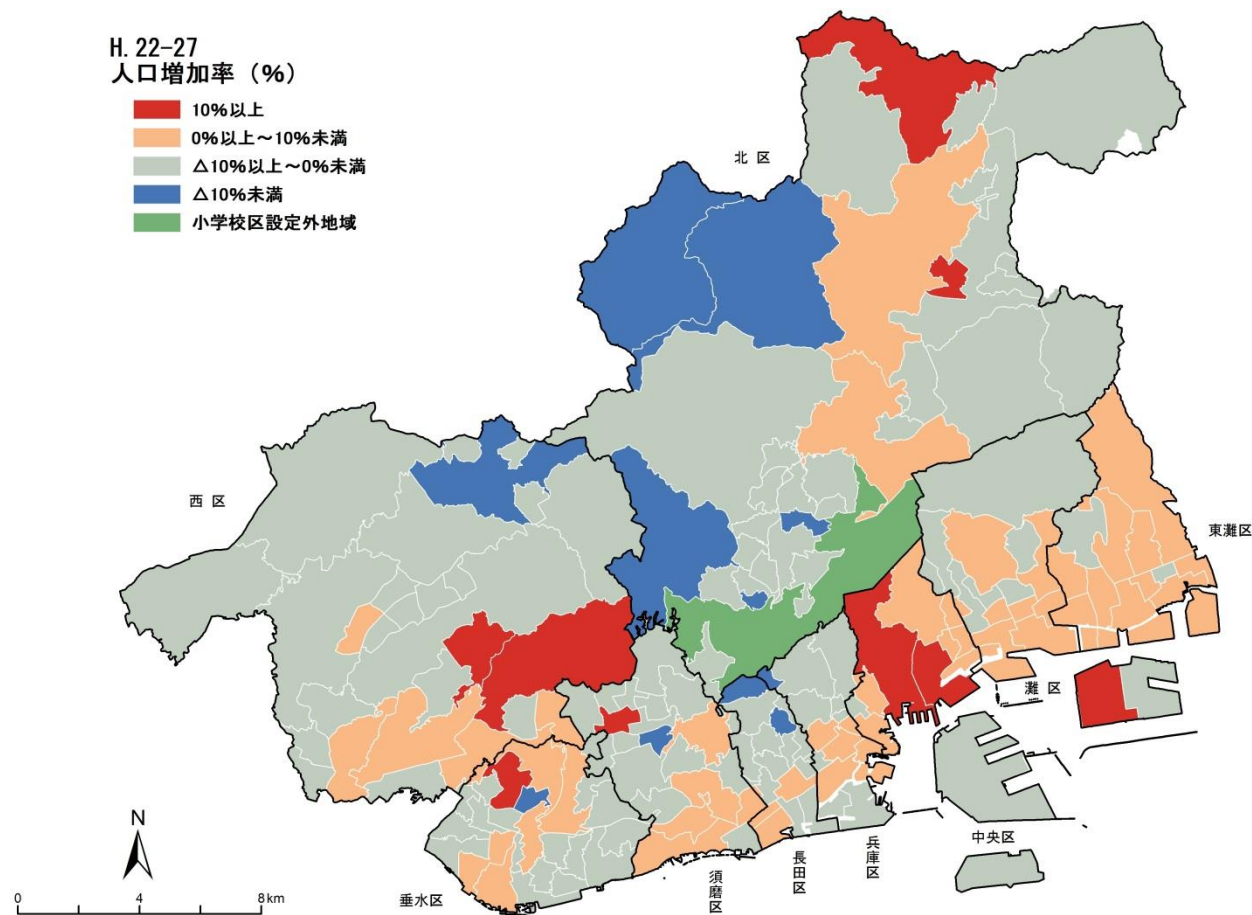 H. 22-27
人口増加率（％）
10%以上
0%以上～10%未満
△10%以上～0%未満
△10%未満
小学校区設定外地域
北 区
西 区
東灘区
灘 区
中央区
兵庫区
長田区
須磨区
垂水区
N
0 4 8km